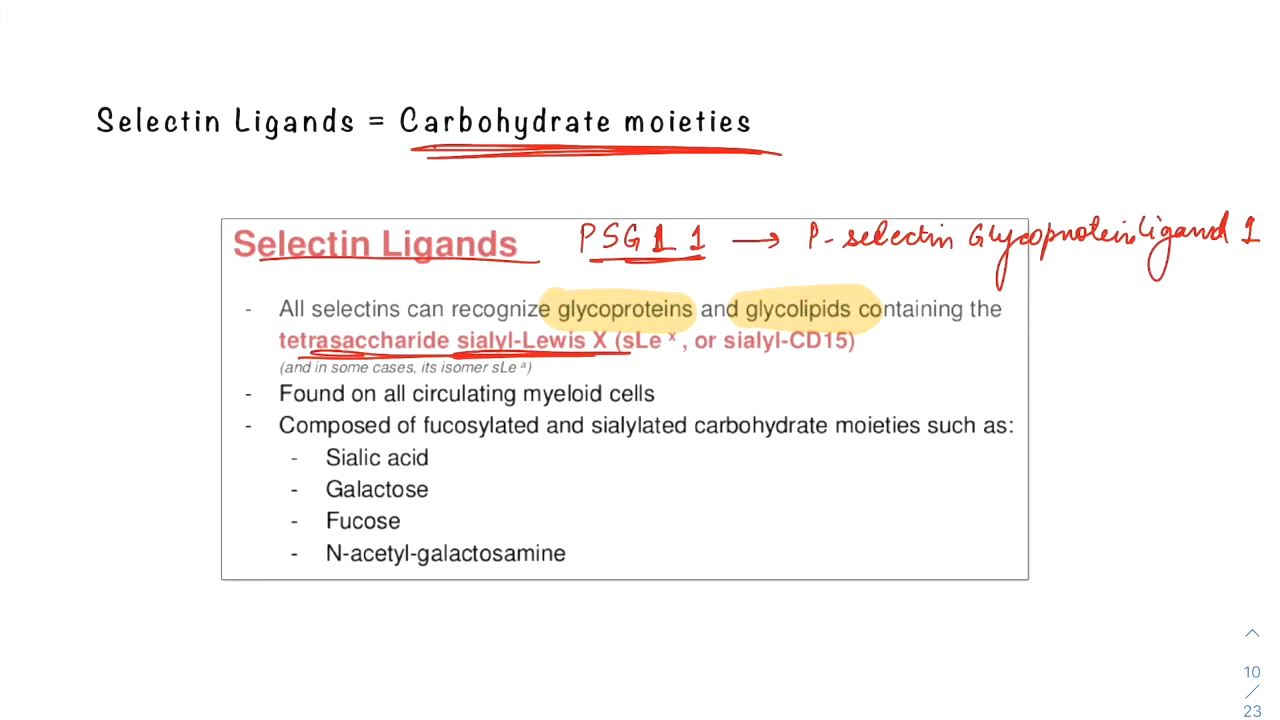 Selectin Ligands = Carbohydrate moieties
Selectin Ligands PSGL 1 → P-selectin Glycoprotein Ligand 1
- All selectins can recognize glycoproteins and glycolipids containing the
tetrasaccharide sialyl-Lewis X (sLe ˣ , or sialyl-CD15)
(and in some cases, its isomer sLe ᵃ)
- Found on all circulating myeloid cells
- Composed of fucosylated and sialylated carbohydrate moieties such as:
- Sialic acid
- Galactose
- Fucose
- N-acetyl-galactosamine
10
/
23